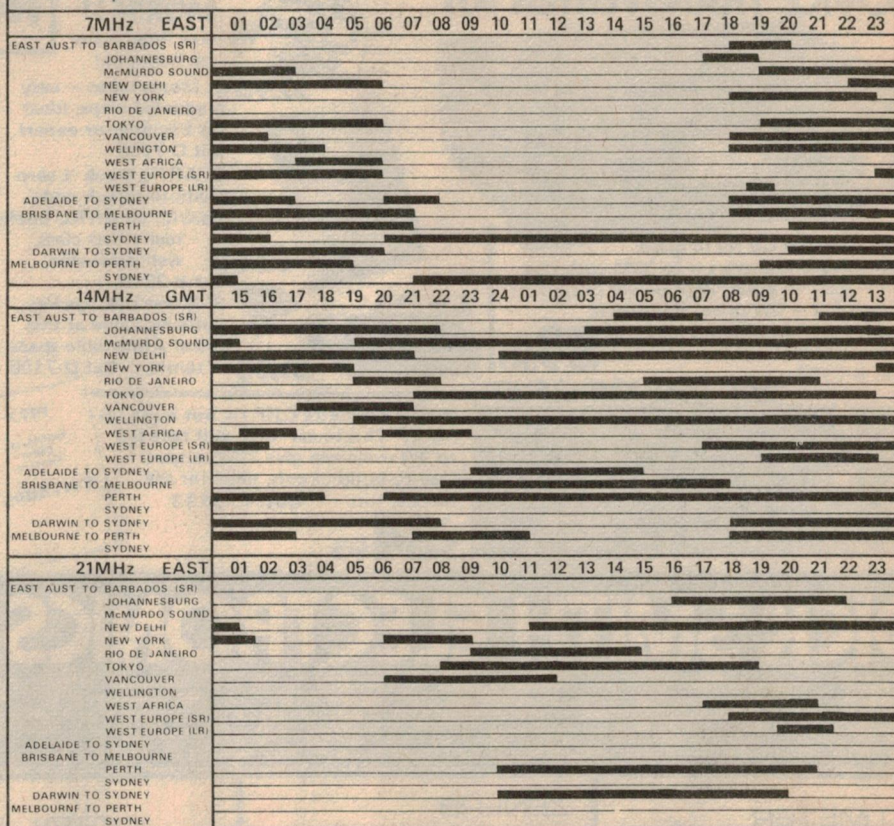 7MHz EAST 01 02 03 04 05 06 07 08 09 10 11 12 13 14 15 16 17 18 19 20 21 22 23
EAST AUST TO BARBADOS (SR)
JOHANNESBURG
McMURDO SOUND
NEW DELHI
NEW YORK
RIO DE JANEIRO
TOKYO
VANCOUVER
WELLINGTON
WEST AFRICA
WEST EUROPE (SR)
WEST EUROPE (LR)
ADELAIDE TO SYDNEY
BRISBANE TO MELBOURNE
PERTH
SYDNEY
DARWIN TO SYDNEY
MELBOURNE TO PERTH
SYDNEY
14MHz GMT 15 16 17 18 19 20 21 22 23 24 01 02 03 04 05 06 07 08 09 10 11 12 13
EAST AUST TO BARBADOS (SR)
JOHANNESBURG
McMURDO SOUND
NEW DELHI
NEW YORK
RIO DE JANEIRO
TOKYO
VANCOUVER
WELLINGTON
WEST AFRICA
WEST EUROPE (SR)
WEST EUROPE (LR)
ADELAIDE TO SYDNEY
BRISBANE TO MELBOURNE
PERTH
SYDNEY
DARWIN TO SYDNEY
MELBOURNE TO PERTH
SYDNEY
21MHz EAST 01 02 03 04 05 06 07 08 09 10 11 12 13 14 15 16 17 18 19 20 21 22 23
EAST AUST TO BARBADOS (SR)
JOHANNESBURG
McMURDO SOUND
NEW DELHI
NEW YORK
RIO DE JANEIRO
TOKYO
VANCOUVER
WELLINGTON
WEST AFRICA
WEST EUROPE (SR)
WEST EUROPE (LR)
ADELAIDE TO SYDNEY
BRISBANE TO MELBOURNE
PERTH
SYDNEY
DARWIN TO SYDNEY
MELBOURNE TO PERTH
SYDNEY